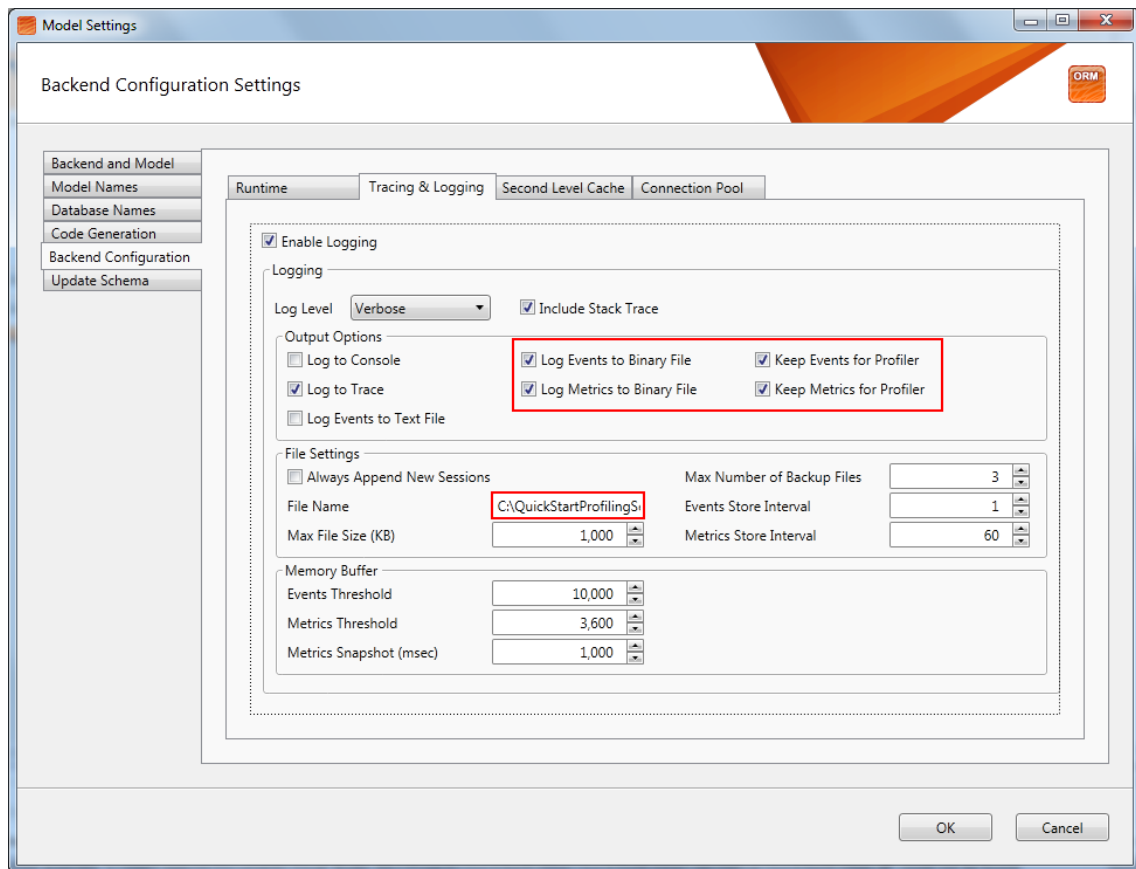 Model Settings
Backend Configuration Settings
ORM
Backend and Model
Model Names
Database Names
Code Generation
Backend Configuration
Update Schema
Runtime
Tracing & Logging
Second Level Cache
Connection Pool
Enable Logging
Logging
Log Level
Verbose
Include Stack Trace
Output Options
Log to Console
Log Events to Binary File
Keep Events for Profiler
Log to Trace
Log Metrics to Binary File
Keep Metrics for Profiler
Log Events to Text File
File Settings
Always Append New Sessions
Max Number of Backup Files
3
File Name
C:\QuickStartProfilingS
Events Store Interval
1
Max File Size (KB)
1,000
Metrics Store Interval
60
Memory Buffer
Events Threshold
10,000
Metrics Threshold
3,600
Metrics Snapshot (msec)
1,000
OK
Cancel